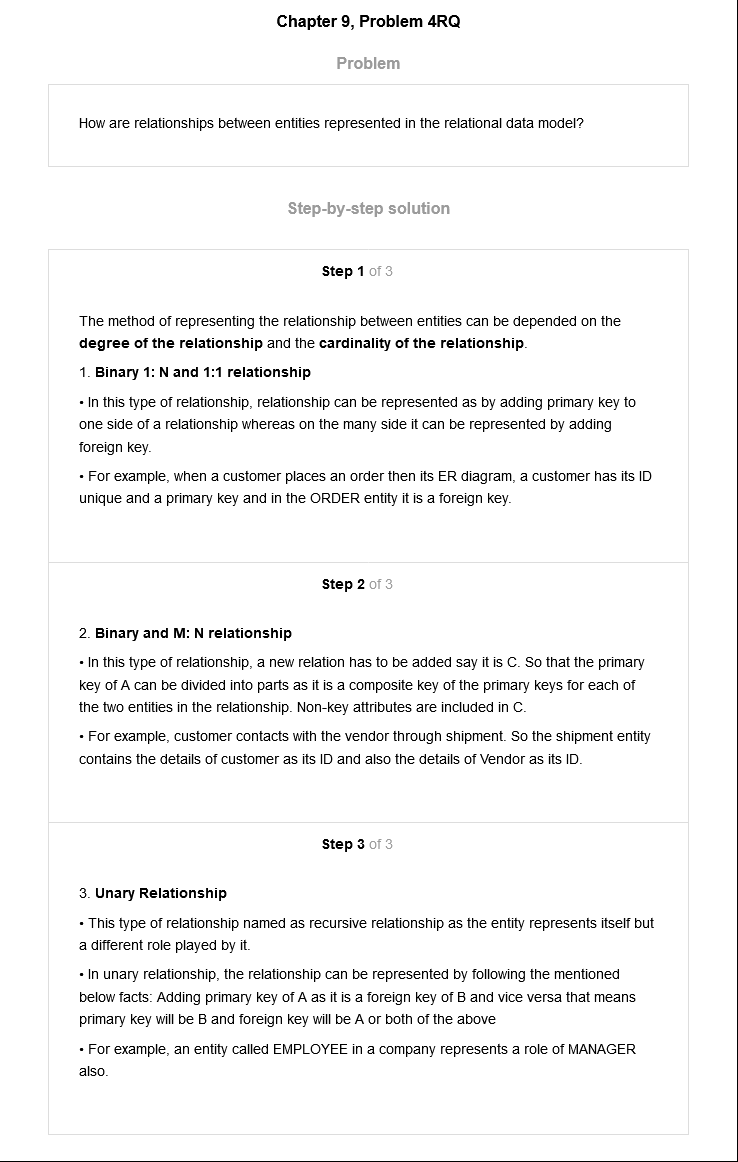 Chapter 9, Problem 4RQ
Problem
How are relationships between entities represented in the relational data model?
Step-by-step solution
Step 1 of 3
The method of representing the relationship between entities can be depended on the
degree of the relationship and the cardinality of the relationship.
1. Binary 1: N and 1:1 relationship
• In this type of relationship, relationship can be represented as by adding primary key to
one side of a relationship whereas on the many side it can be represented by adding
foreign key.
• For example, when a customer places an order then its ER diagram, a customer has its ID
unique and a primary key and in the ORDER entity it is a foreign key.
Step 2 of 3
2. Binary and M: N relationship
• In this type of relationship, a new relation has to be added say it is C. So that the primary
key of A can be divided into parts as it is a composite key of the primary keys for each of
the two entities in the relationship. Non-key attributes are included in C.
• For example, customer contacts with the vendor through shipment. So the shipment entity
contains the details of customer as its ID and also the details of Vendor as its ID.
Step 3 of 3
3. Unary Relationship
• This type of relationship named as recursive relationship as the entity represents itself but
a different role played by it.
• In unary relationship, the relationship can be represented by following the mentioned
below facts: Adding primary key of A as it is a foreign key of B and vice versa that means
primary key will be B and foreign key will be A or both of the above
• For example, an entity called EMPLOYEE in a company represents a role of MANAGER
also.